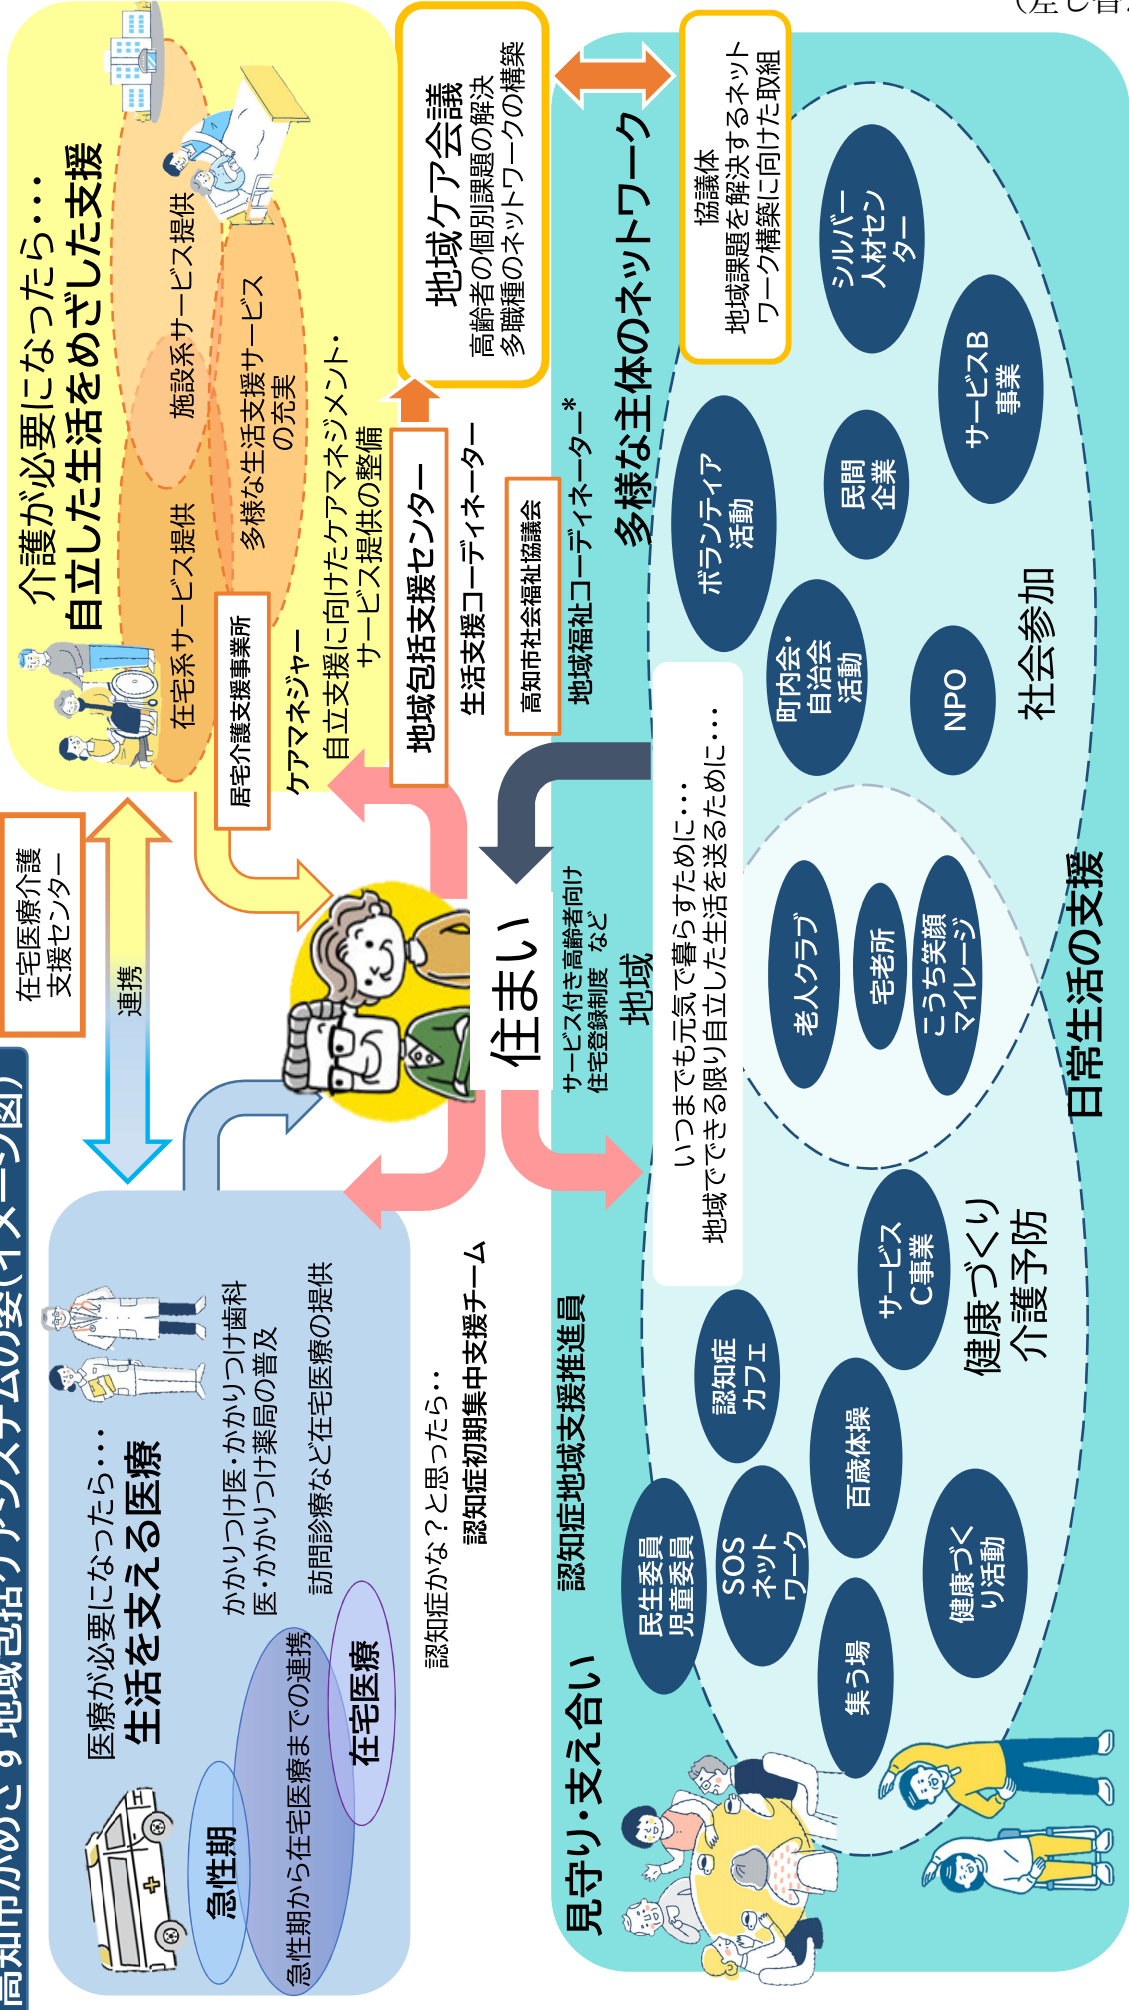 高知市がめざす地域包括ケアシステムの姿(イメージ図)
在宅医療介護
支援センター
連携
医療が必要になったら・・・
生活を支える医療
かかりつけ医・かかりつけ歯科
医・かかりつけ薬局の普及
訪問診療など在宅医療の提供
急性期
急性期から在宅医療までの連携
在宅医療
介護が必要になったら・・・
自立した生活をめざした支援
在宅系サービス提供
施設系サービス提供
多様な生活支援サービス
の充実
居宅介護支援事業所
ケアマネジャー
自立支援に向けたケアマネジメント・
サービス提供の整備
地域包括支援センター
生活支援コーディネーター
高知市社会福祉協議会
地域福祉コーディネーター*
地域ケア会議
高齢者の個別課題の解決
多職種のネットワークの構築
認知症かな？と思ったら・・
認知症初期集中支援チーム
認知症地域支援推進員
住まい
サービス付き高齢者向け
住宅登録制度 など
地域
見守り・支え合い
多様な主体のネットワーク
協議体
地域課題を解決するネット
ワーク構築に向けた取組
いつまでも元気で暮らすために・・・
地域でできる限り自立した生活を送るために・・・
民生委員
児童委員
SOS
ネット
ワーク
認知症
カフェ
集う場
百歳体操
サービス
C事業
健康づく
り活動
健康づくり
介護予防
老人クラブ
宅老所
こうち笑顔
マイレージ
ボランティア
活動
町内会・
自治会
活動
民間
企業
シルバー
人材セン
ター
NPO
サービスB
事業
社会参加
日常生活の支援